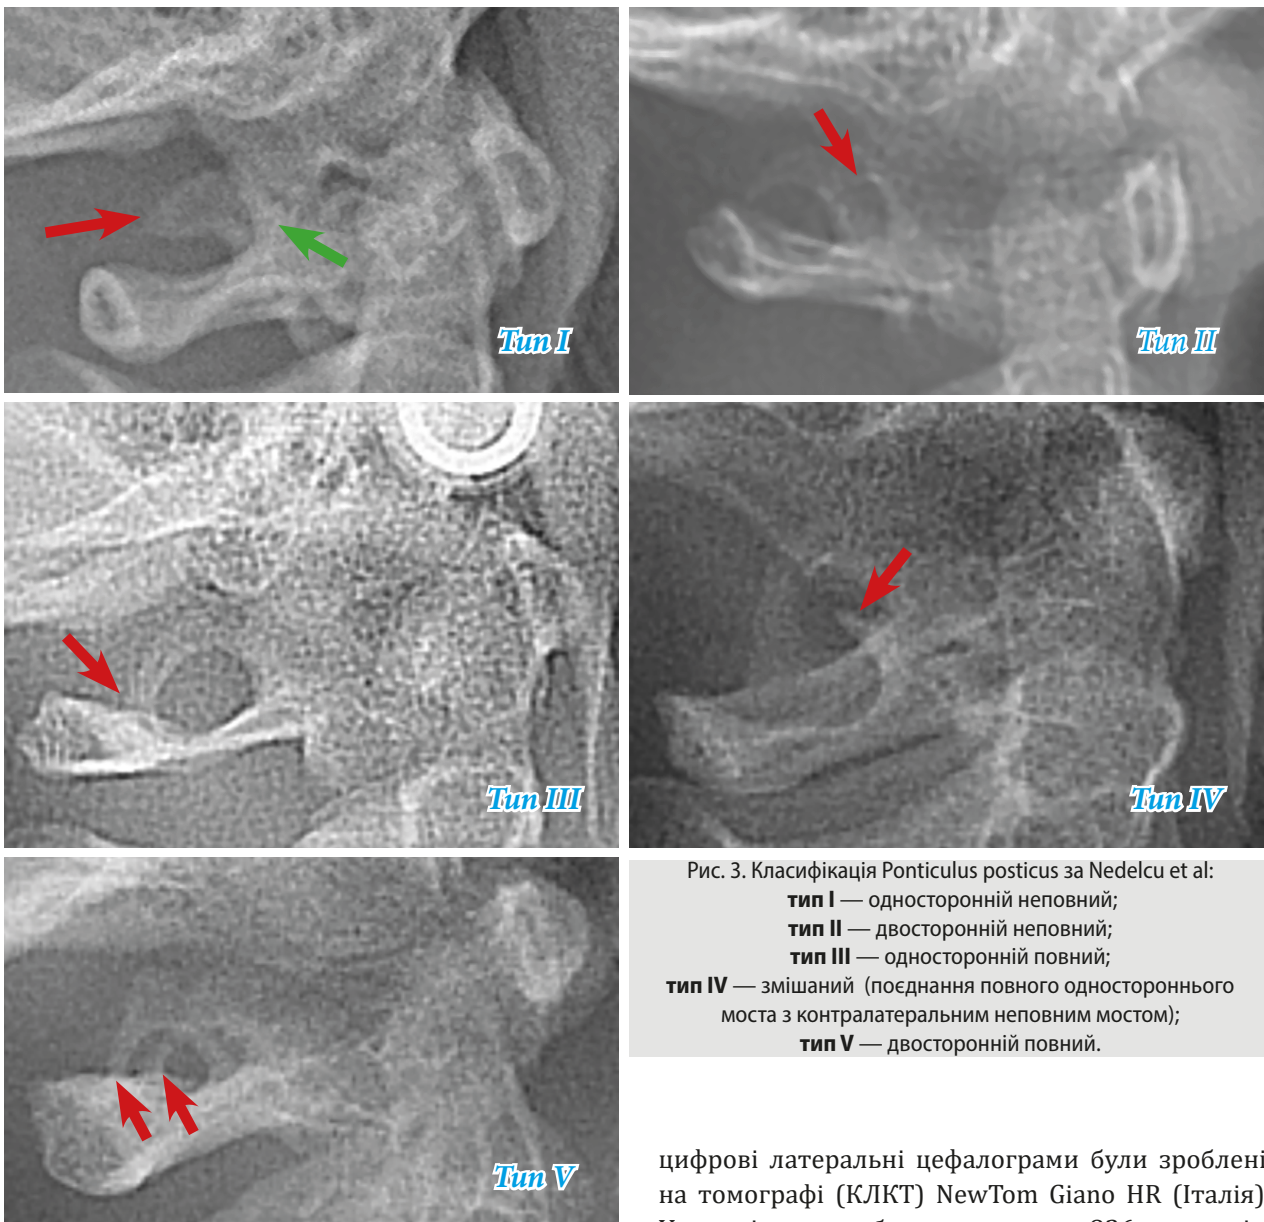 Тип I
Тип II
Тип III
Тип IV
Тип V
Рис. 3. Класифікація Ponticulus posticus за Nedelcu et al:
тип I — односторонній неповний;
тип II — двосторонній неповний;
тип III — односторонній повний;
тип IV — змішаний (поєднання повного одностороннього
моста з контралатеральним неповним мостом);
тип V — двосторонній повний.
цифрові латеральні цефалограми були зроблені
на томографі (КЛКТ) NewTom Giano HR (Італія)